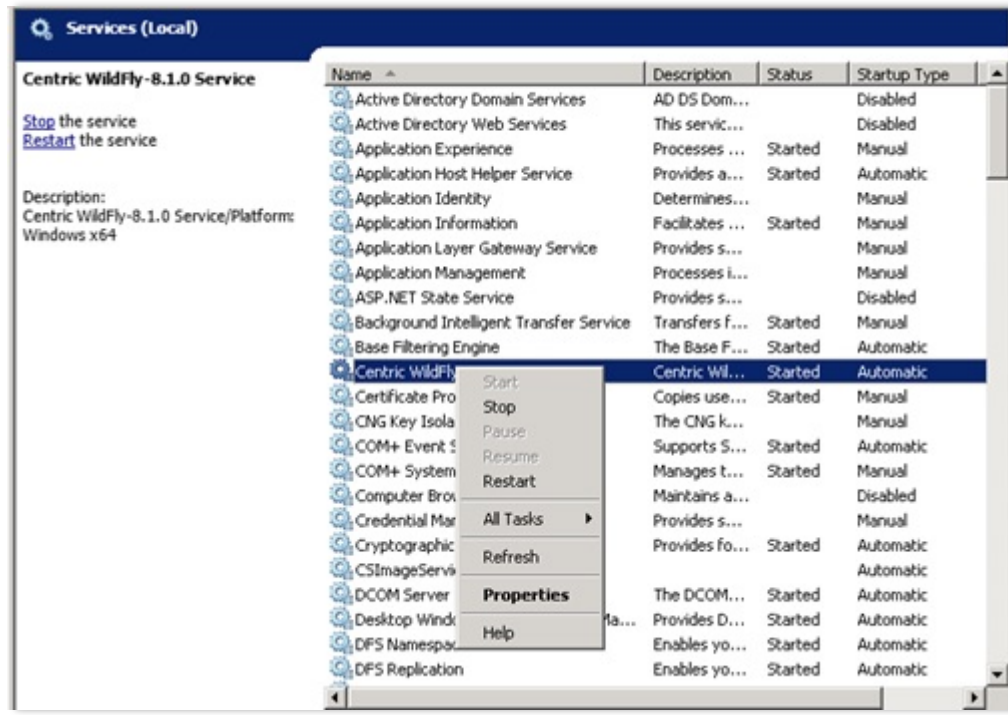 Services (Local)
Centric WildFly-8.1.0 Service
Stop the service
Restart the service
Description:
Centric WildFly-8.1.0 Service/Platform:
Windows x64
Name Description Status Startup Type
Active Directory Domain Services AD DS Dom... Disabled
Active Directory Web Services This servic... Disabled
Application Experience Processes ... Started Manual
Application Host Helper Service Provides a... Started Automatic
Application Identity Determines... Manual
Application Information Facilitates ... Started Manual
Application Layer Gateway Service Provides s... Manual
Application Management Processes i... Manual
ASP.NET State Service Provides s... Disabled
Background Intelligent Transfer Service Transfers f... Started Manual
Base Filtering Engine The Base F... Started Automatic
Centric WildFly Centric Wil... Started Automatic
Certificate Pro Copies use... Started Manual
CNG Key Isola The CNG k... Manual
COM+ Event S Supports S... Started Automatic
COM+ System Manages t... Started Manual
Computer Brow Maintains a... Disabled
Credential Mar Provides s... Manual
Cryptographic Provides fo... Started Automatic
CSImageServi Automatic
DCOM Server The DCOM... Started Automatic
Desktop Windo Ma... Provides D... Started Automatic
DFS Namespac Enables yo... Started Automatic
DFS Replication Enables yo... Started Automatic
Start
Stop
Pause
Resume
Restart
All Tasks
Refresh
Properties
Help